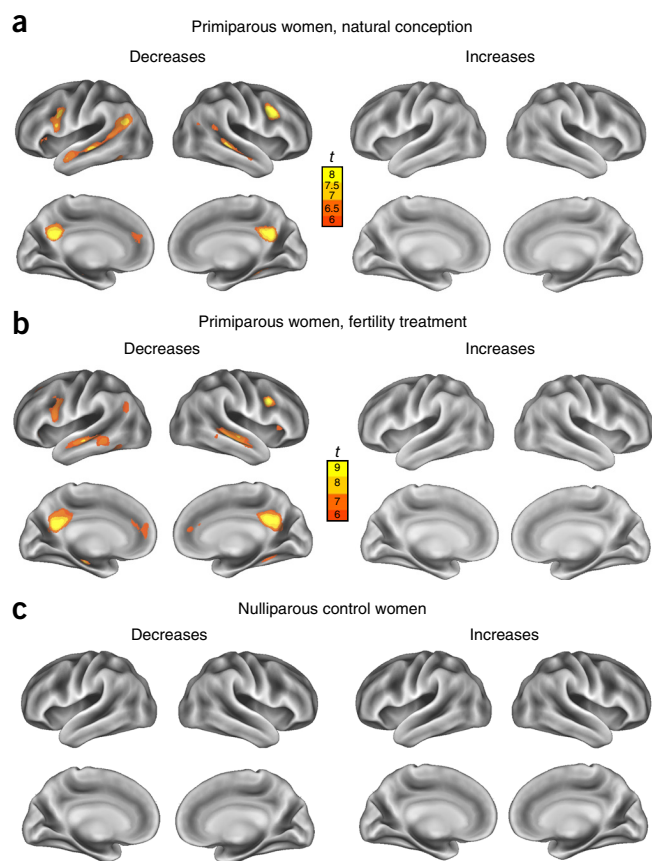 a
Primiparous women, natural conception
Decreases
Increases
t
8
7.5
7
6.5
6
b
Primiparous women, fertility treatment
Decreases
Increases
t
9
8
7
6
c
Nulliparous control women
Decreases
Increases